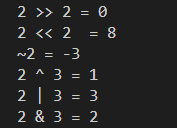 2 >> 2 = 0
2 << 2  = 8
~2 = -3
2 ^ 3 = 1
2 | 3 = 3
2 & 3 = 2